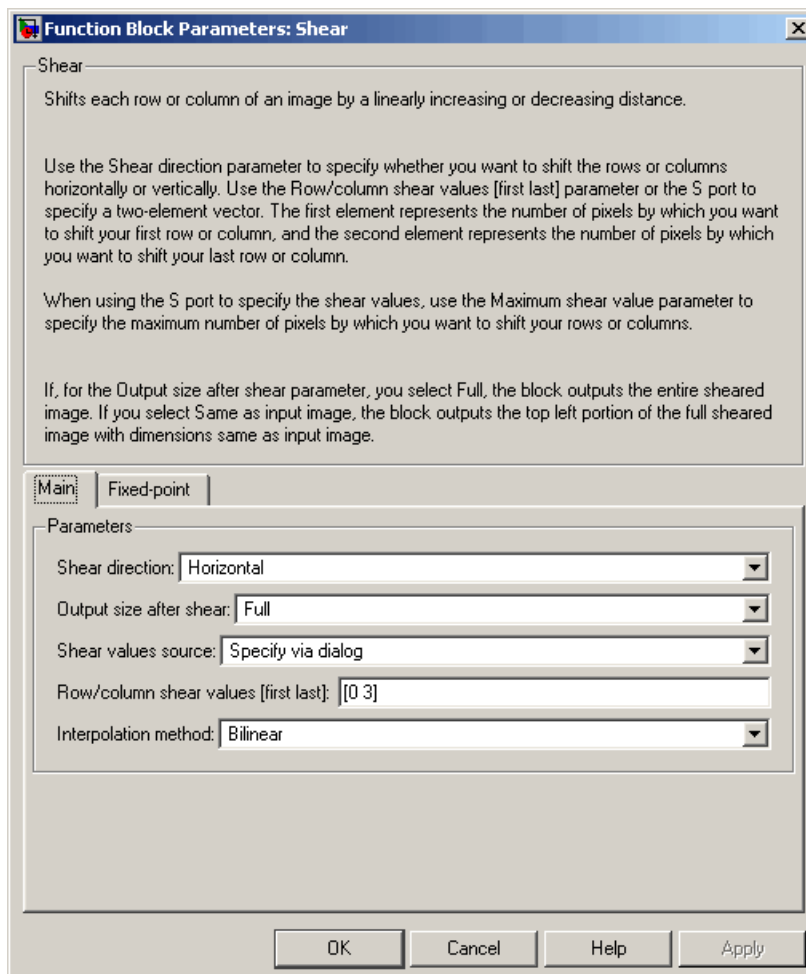 Function Block Parameters: Shear
Shear
Shifts each row or column of an image by a linearly increasing or decreasing distance.
Use the Shear direction parameter to specify whether you want to shift the rows or columns
horizontally or vertically. Use the Row/column shear values [first last] parameter or the S port to
specify a two-element vector. The first element represents the number of pixels by which you want
to shift your first row or column, and the second element represents the number of pixels by which
you want to shift your last row or column.
When using the S port to specify the shear values, use the Maximum shear value parameter to
specify the maximum number of pixels by which you want to shift your rows or columns.
If, for the Output size after shear parameter, you select Full, the block outputs the entire sheared
image. If you select Same as input image, the block outputs the top left portion of the full sheared
image with dimensions same as input image.
Main Fixed-point
Parameters
Shear direction: Horizontal
Output size after shear: Full
Shear values source: Specify via dialog
Row/column shear values [first last]: [0 3]
Interpolation method: Bilinear
OK Cancel Help Apply